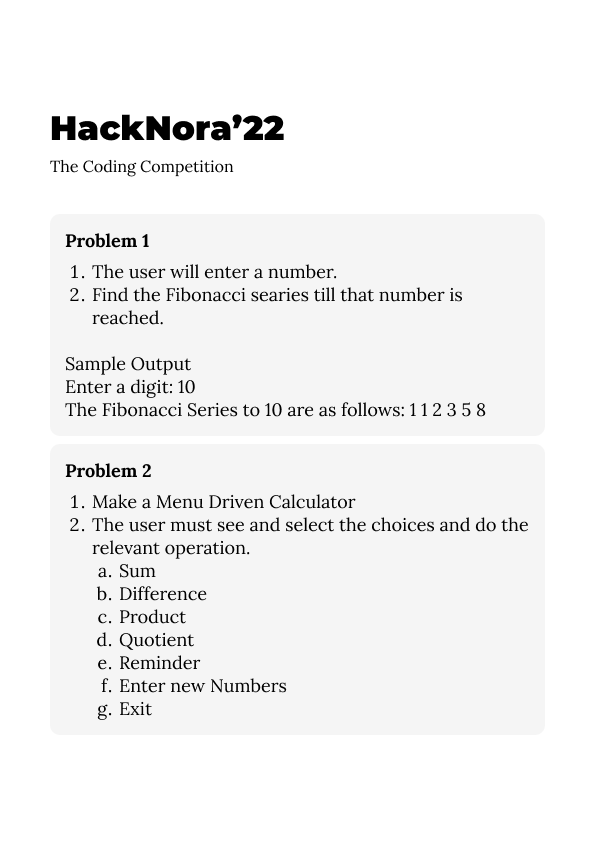 HackNora’22
The Coding Competition
Problem 1
1. The user will enter a number.
2. Find the Fibonacci searies till that number is
reached.
Sample Output
Enter a digit: 10
The Fibonacci Series to 10 are as follows: 1 1 2 3 5 8
Problem 2
1. Make a Menu Driven Calculator
2. The user must see and select the choices and do the
relevant operation.
a. Sum
b. Difference
c. Product
d. Quotient
e. Reminder
f. Enter new Numbers
g. Exit